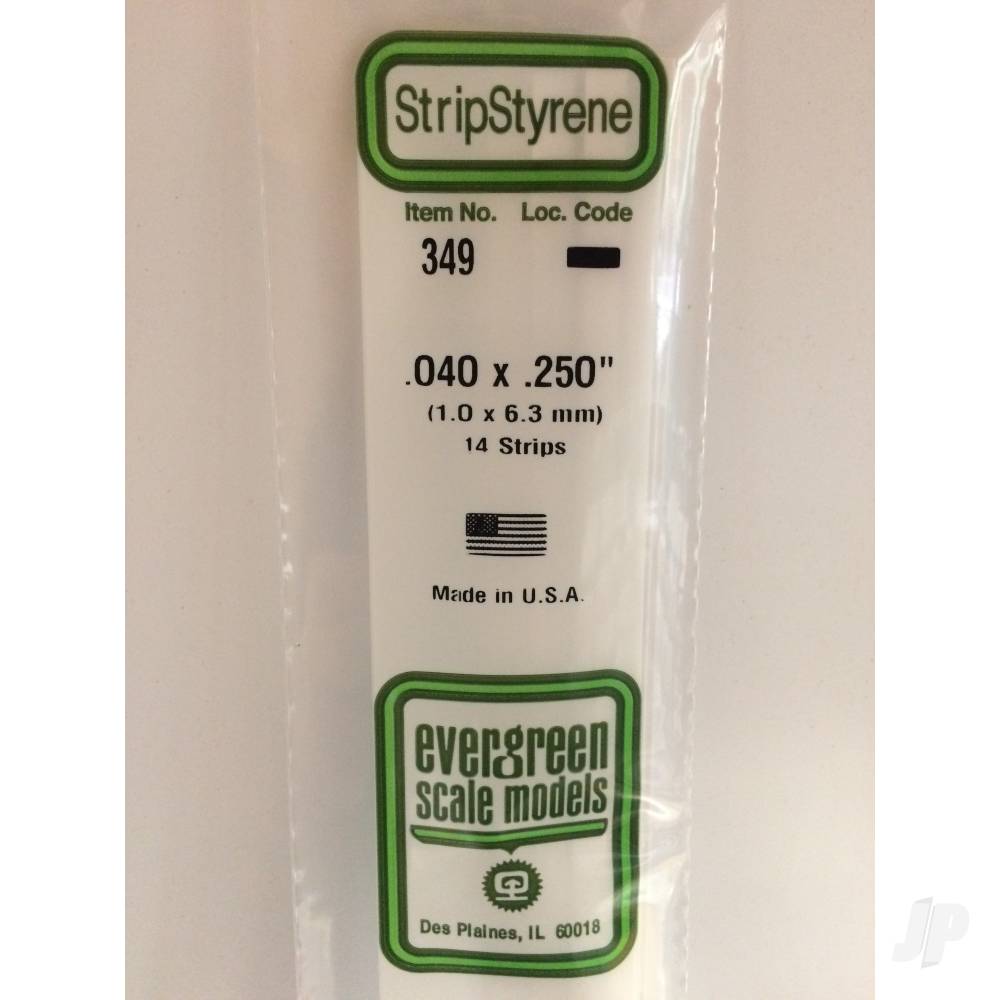 StripStyrene
Item No. Loc. Code
349
.040 x .250"
(1.0 x 6.3 mm)
14 Strips
Made in U.S.A.
evergreen
scale models
Des Plaines, IL 60018
JP